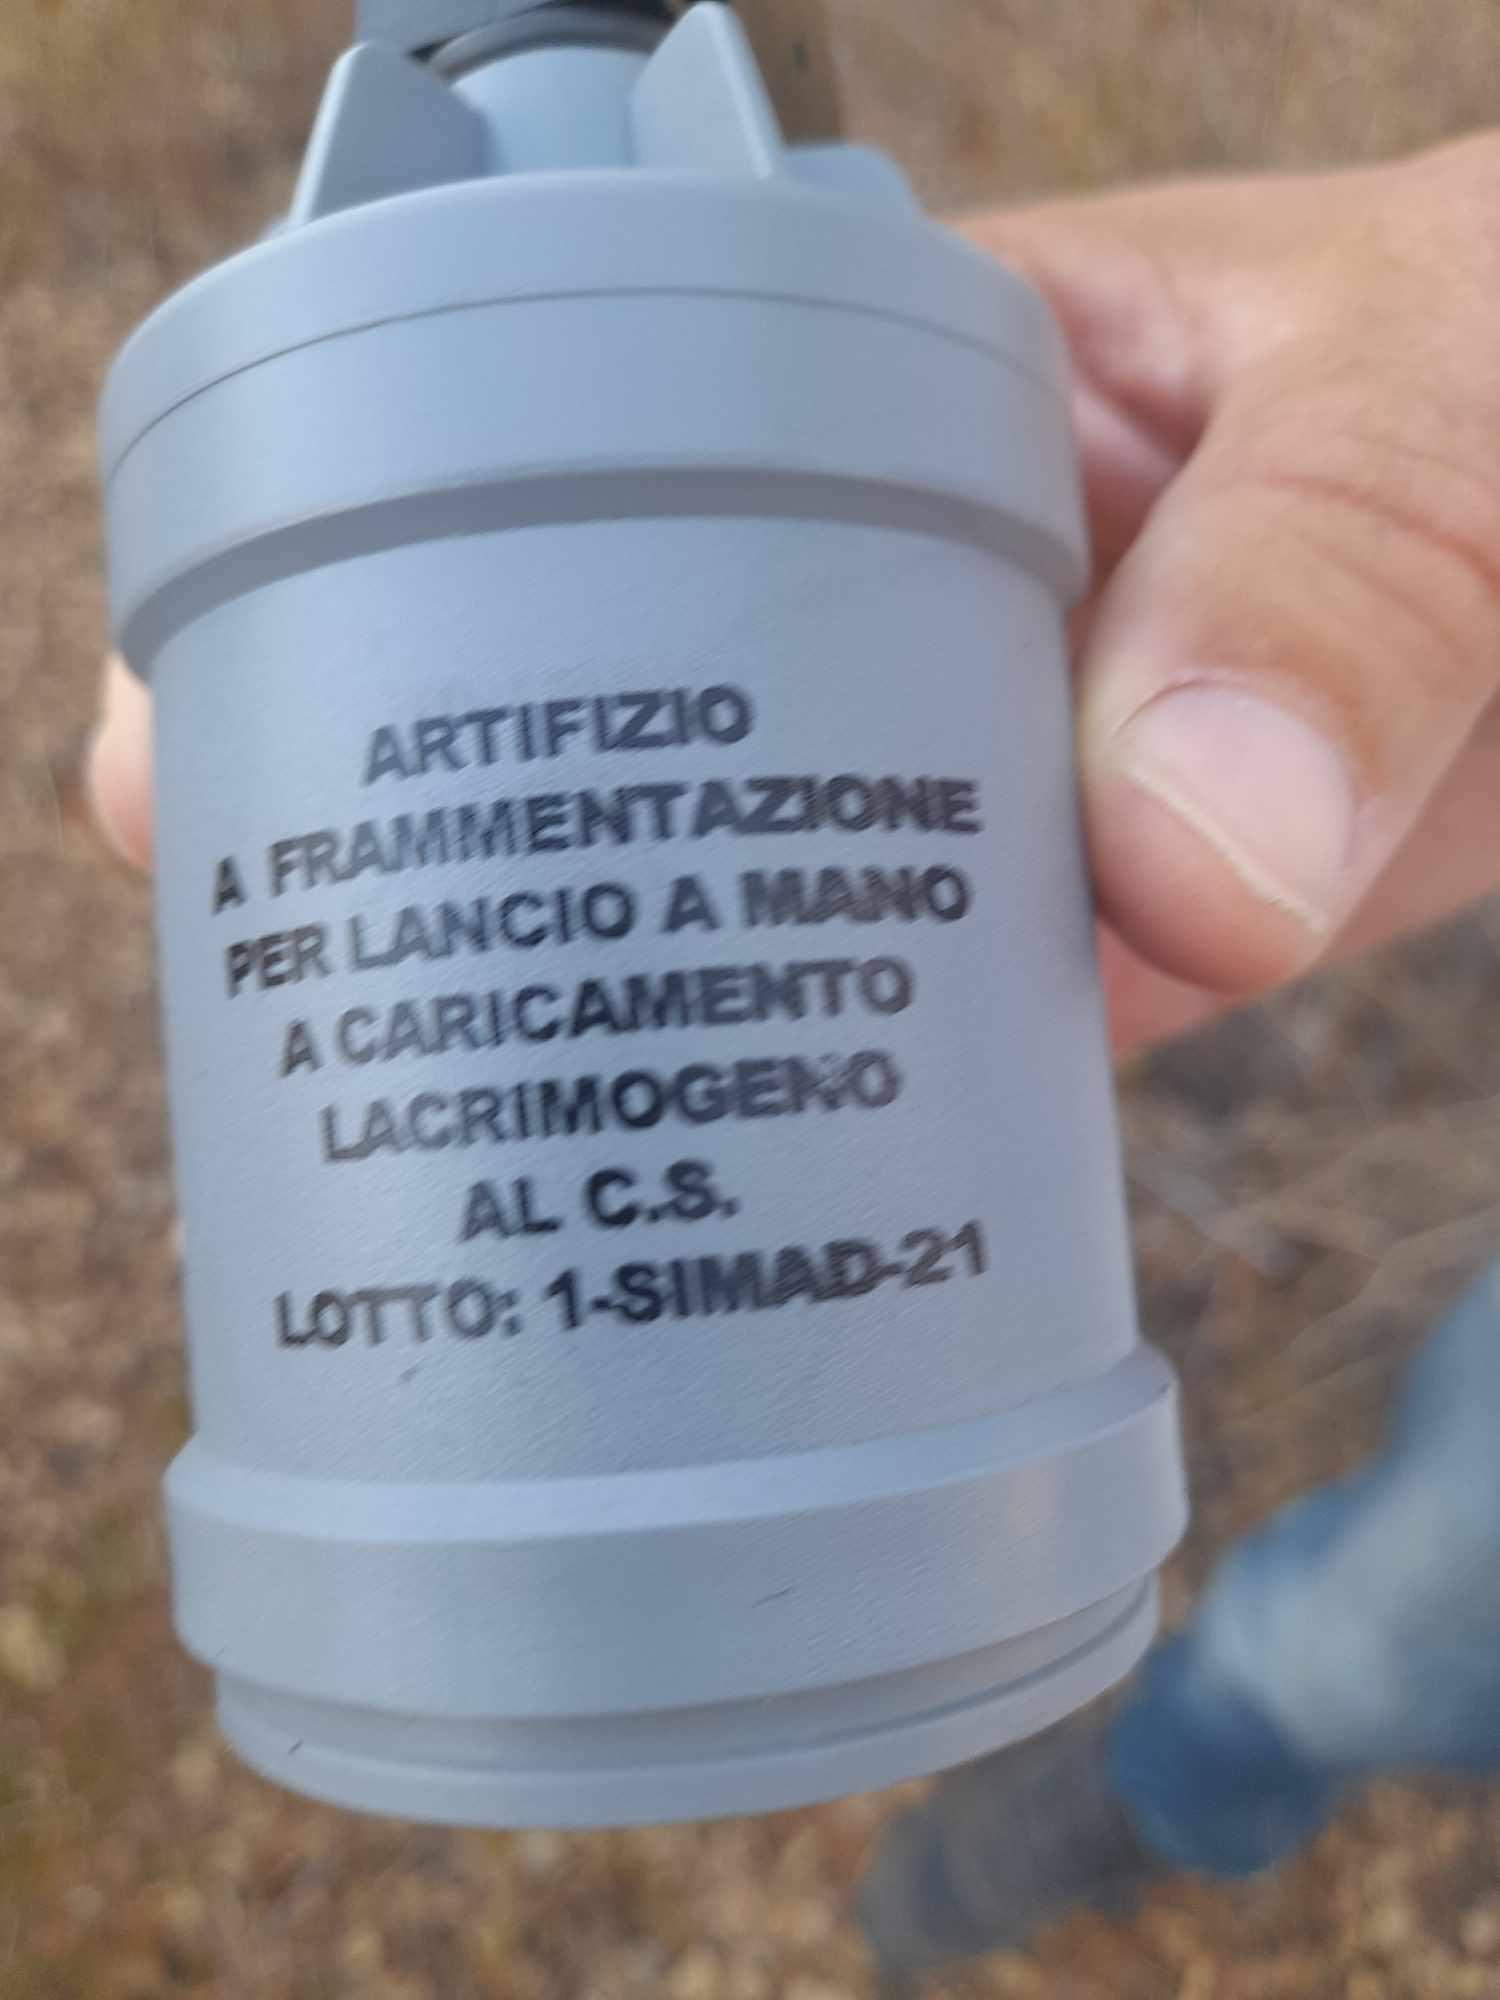 ARTIFIZIO
A FRAMMENTAZIONE
PER LANCIO A MANO
A CARICAMENTO
LACRIMOGENO
AL C.S.
LOTTO: 1-SIMAD-21